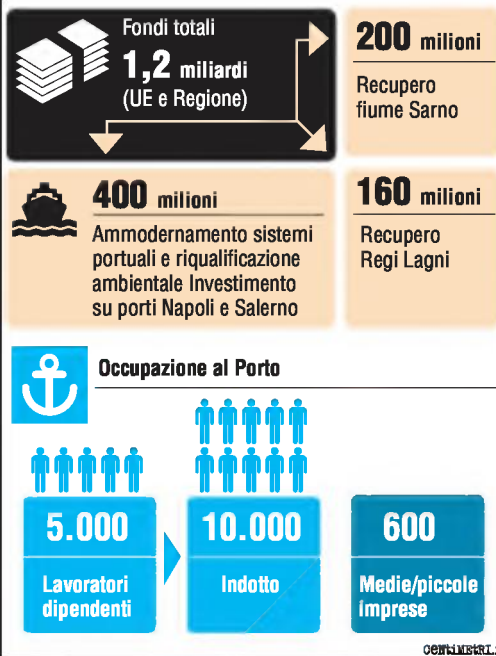 Fondi totali
1,2 miliardi
(UE e Regione)
200 milioni
Recupero
fiume Sarno
400 milioni
Ammodernamento sistemi
portuali e riqualificazione
ambientale Investimento
su porti Napoli e Salerno
160 milioni
Recupero
Regi Lagni
Occupazione al Porto
5.000
Lavoratori
dipendenti
10.000
Indotto
600
Medie/piccole
imprese
CENTIMETRI.